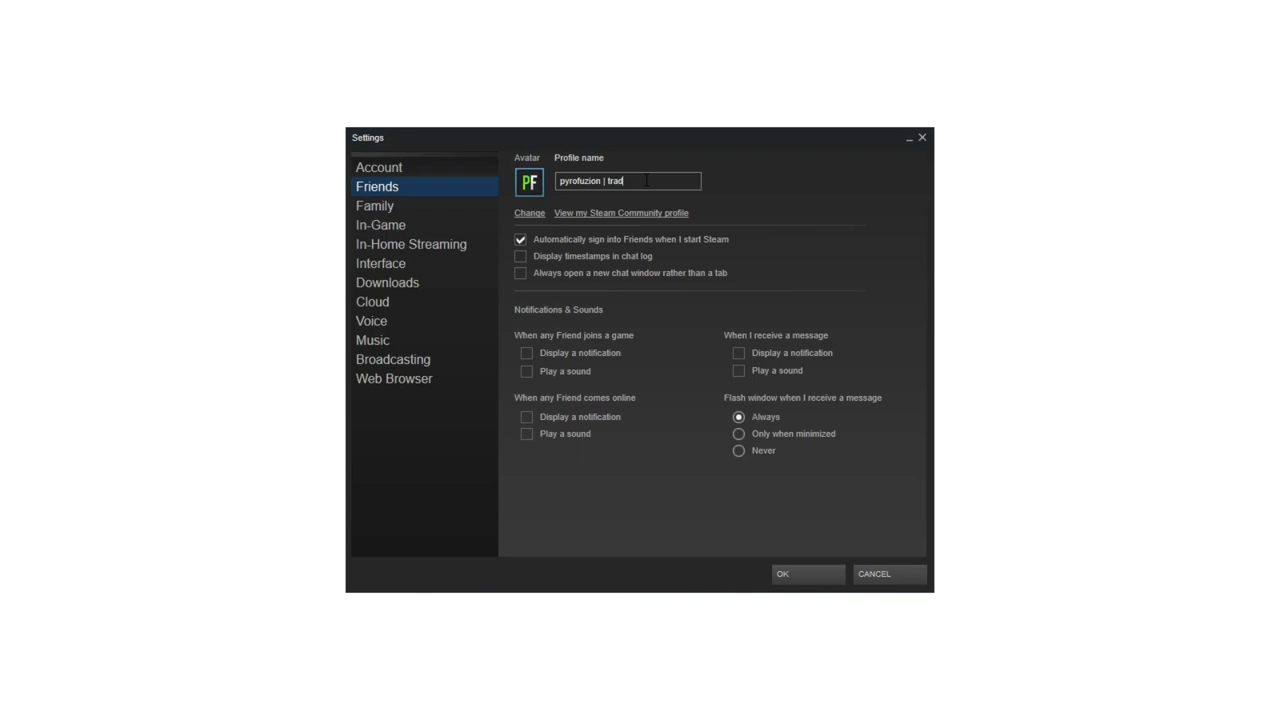 Settings
Account
Friends
Family
In-Game
In-Home Streaming
Interface
Downloads
Cloud
Voice
Music
Broadcasting
Web Browser
Avatar Profile name
PF pyrofuzion | trad
Change View my Steam Community profile
Automatically sign into Friends when I start Steam
Display timestamps in chat log
Always open a new chat window rather than a tab
Notifications & Sounds
When any Friend joins a game
Display a notification
Play a sound
When I receive a message
Display a notification
Play a sound
When any Friend comes online
Display a notification
Play a sound
Flash window when I receive a message
Always
Only when minimized
Never
OK CANCEL